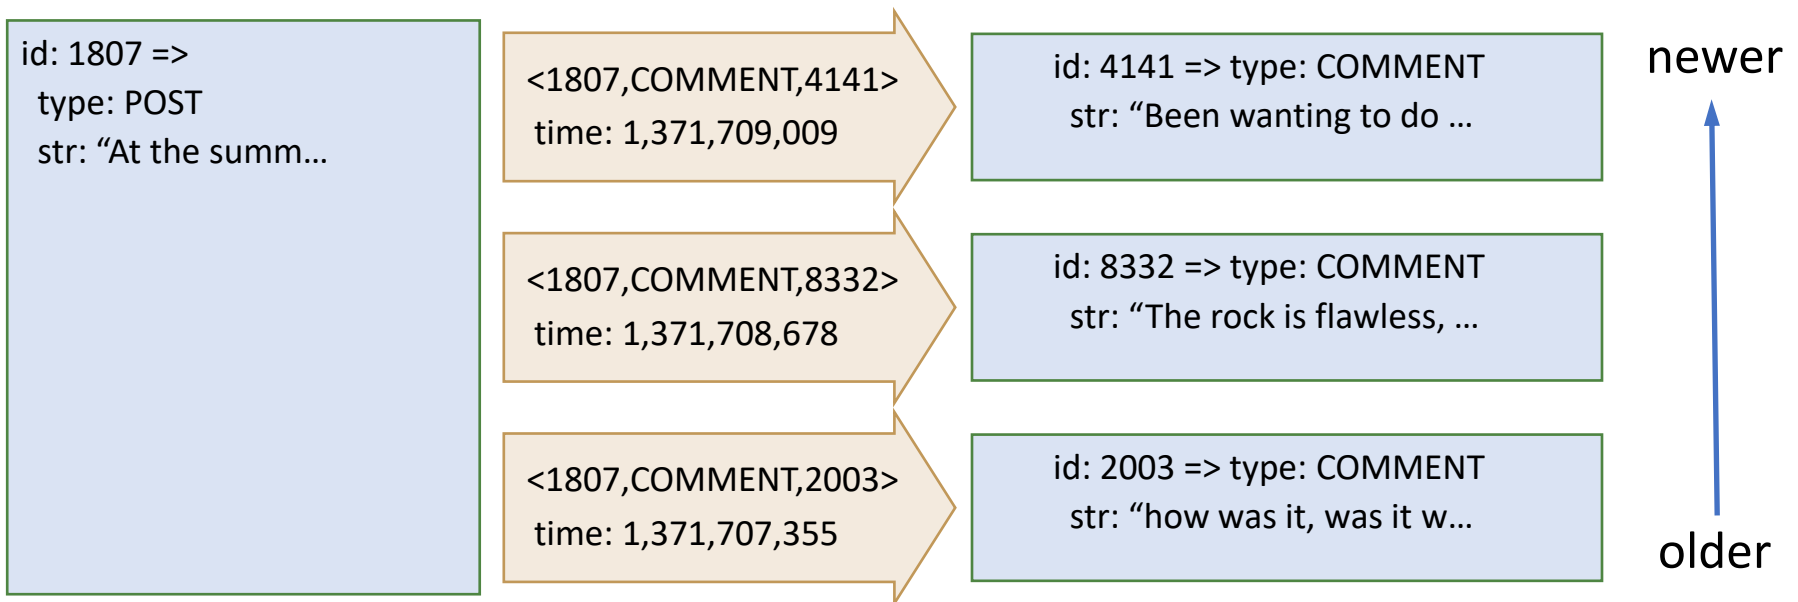 id: 1807 =>
type: POST
str: “At the summ…
<1807,COMMENT,4141>
time: 1,371,709,009
id: 4141 => type: COMMENT
str: “Been wanting to do …
<1807,COMMENT,8332>
time: 1,371,708,678
id: 8332 => type: COMMENT
str: “The rock is flawless, …
<1807,COMMENT,2003>
time: 1,371,707,355
id: 2003 => type: COMMENT
str: “how was it, was it w…
newer
older